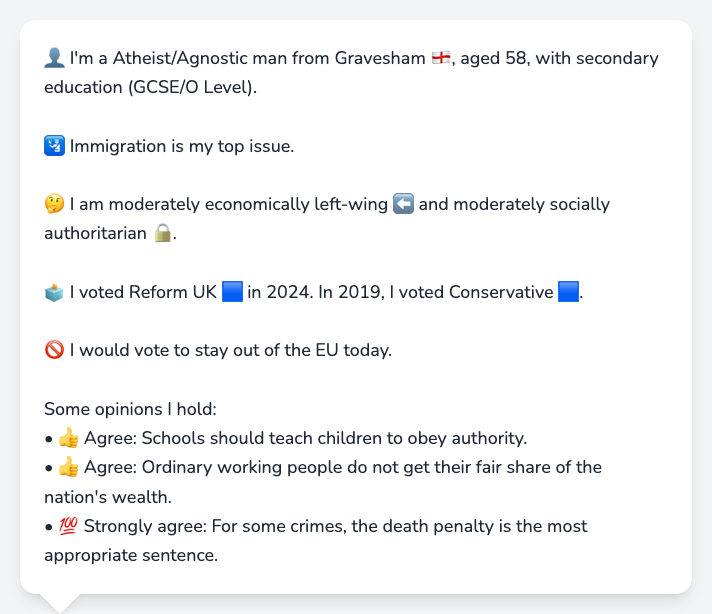 👤 I'm a Atheist/Agnostic man from Gravesham 🏴󠁧󠁢󠁥󠁮󠁧󠁿, aged 58, with secondary
education (GCSE/O Level).
🛂 Immigration is my top issue.
🤔 I am moderately economically left-wing ⬅️ and moderately socially
authoritarian 🔒.
🗳️ I voted Reform UK 🟦 in 2024. In 2019, I voted Conservative 🟦.
🚫 I would vote to stay out of the EU today.
Some opinions I hold:
• 👍 Agree: Schools should teach children to obey authority.
• 👍 Agree: Ordinary working people do not get their fair share of the
nation's wealth.
• 💯 Strongly agree: For some crimes, the death penalty is the most
appropriate sentence.